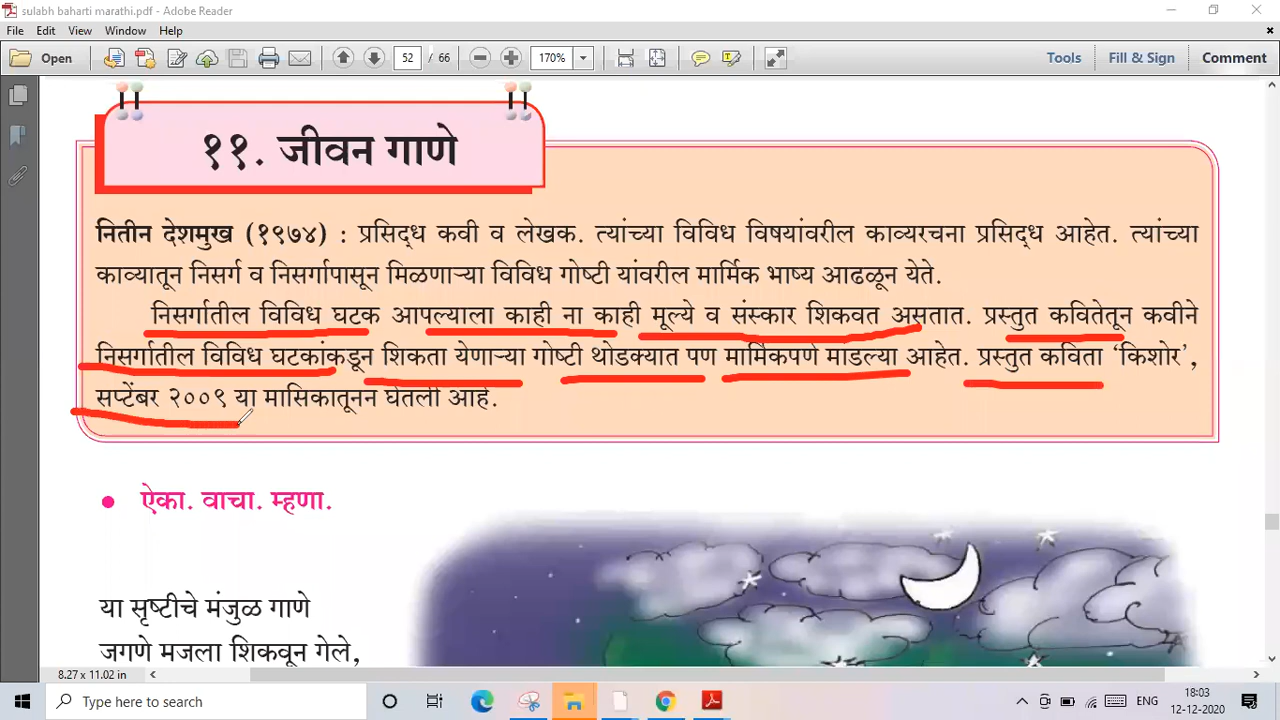 sulabh baharti marathi.pdf - Adobe Reader
File Edit View Window Help
Open 52 / 66 170% Tools Fill & Sign Comment
११. जीवन गाणे
नितीन देशमुख (१९७४) : प्रसिद्ध कवी व लेखक. त्यांच्या विविध विषयांवरील काव्यरचना प्रसिद्ध आहेत. त्यांच्या
काव्यातून निसर्ग व निसर्गापासून मिळणाऱ्या विविध गोष्टी यांवरील मार्मिक भाष्य आढळून येते.
निसर्गातील विविध घटक आपल्याला काही ना काही मूल्ये व संस्कार शिकवत असतात. प्रस्तुत कवितेतून कवीने
निसर्गातील विविध घटकांकडून शिकता येणाऱ्या गोष्टी थोडक्यात पण मार्मिकपणे मांडल्या आहेत. प्रस्तुत कविता ‘किशोर’,
सप्टेंबर २००९ या मासिकातूनन घेतली आहे.
• ऐका. वाचा. म्हणा.
या सृष्टीचे मंजुळ गाणे
जगणे मजला शिकवून गेले,
8.27 x 11.02 in
Type here to search ENG 18:03
12-12-2020